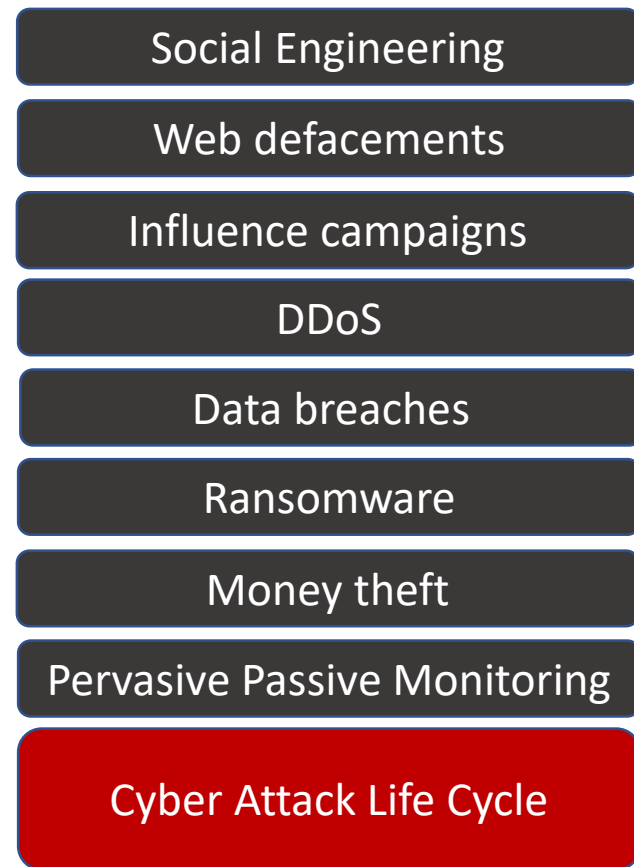 Social Engineering
Web defacements
Influence campaigns
DDoS
Data breaches
Ransomware
Money theft
Pervasive Passive Monitoring
Cyber Attack Life Cycle